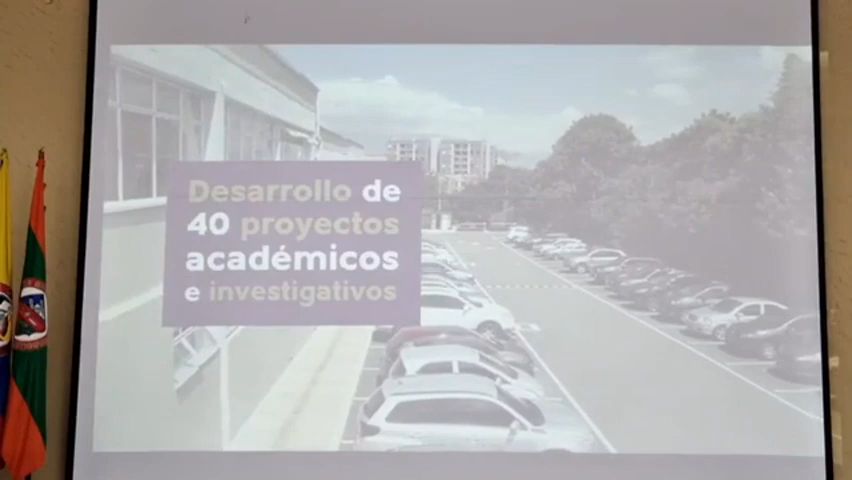 Desarrollo de
40 proyectos
académicos
e investigativos